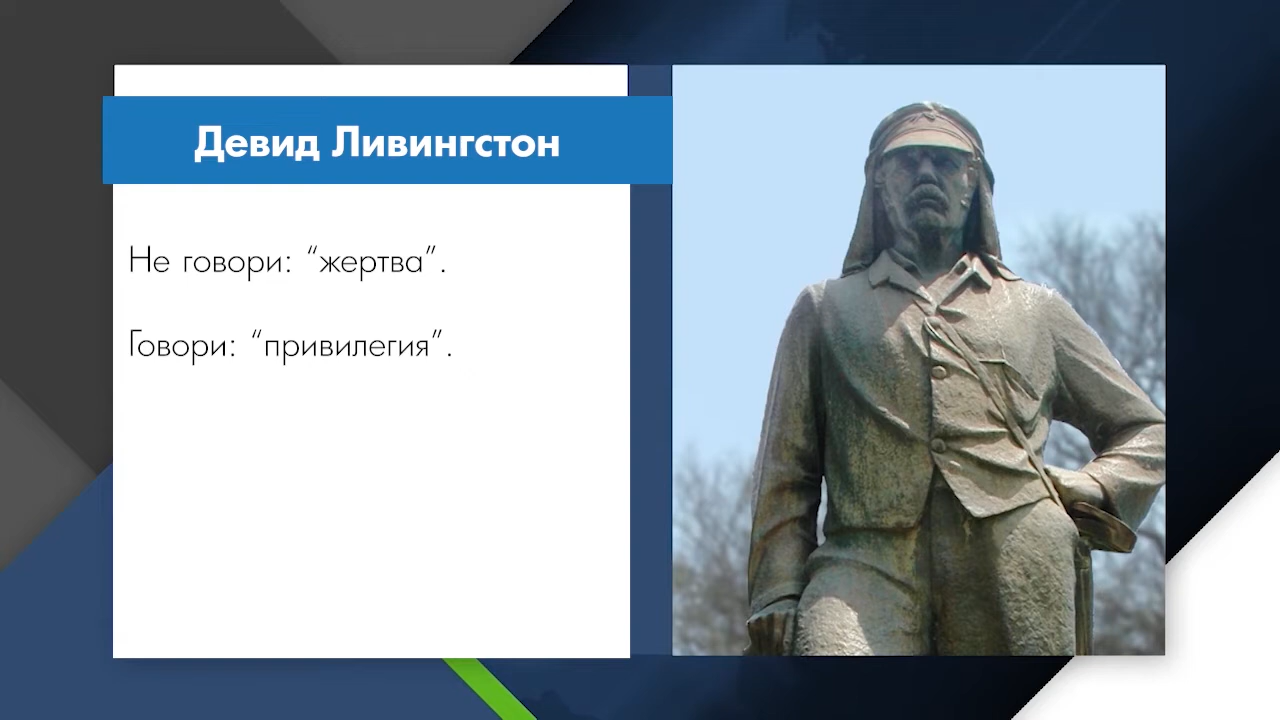 Девид Ливингстон
Не говори: “жертва”.
Говори: “привилегия”.